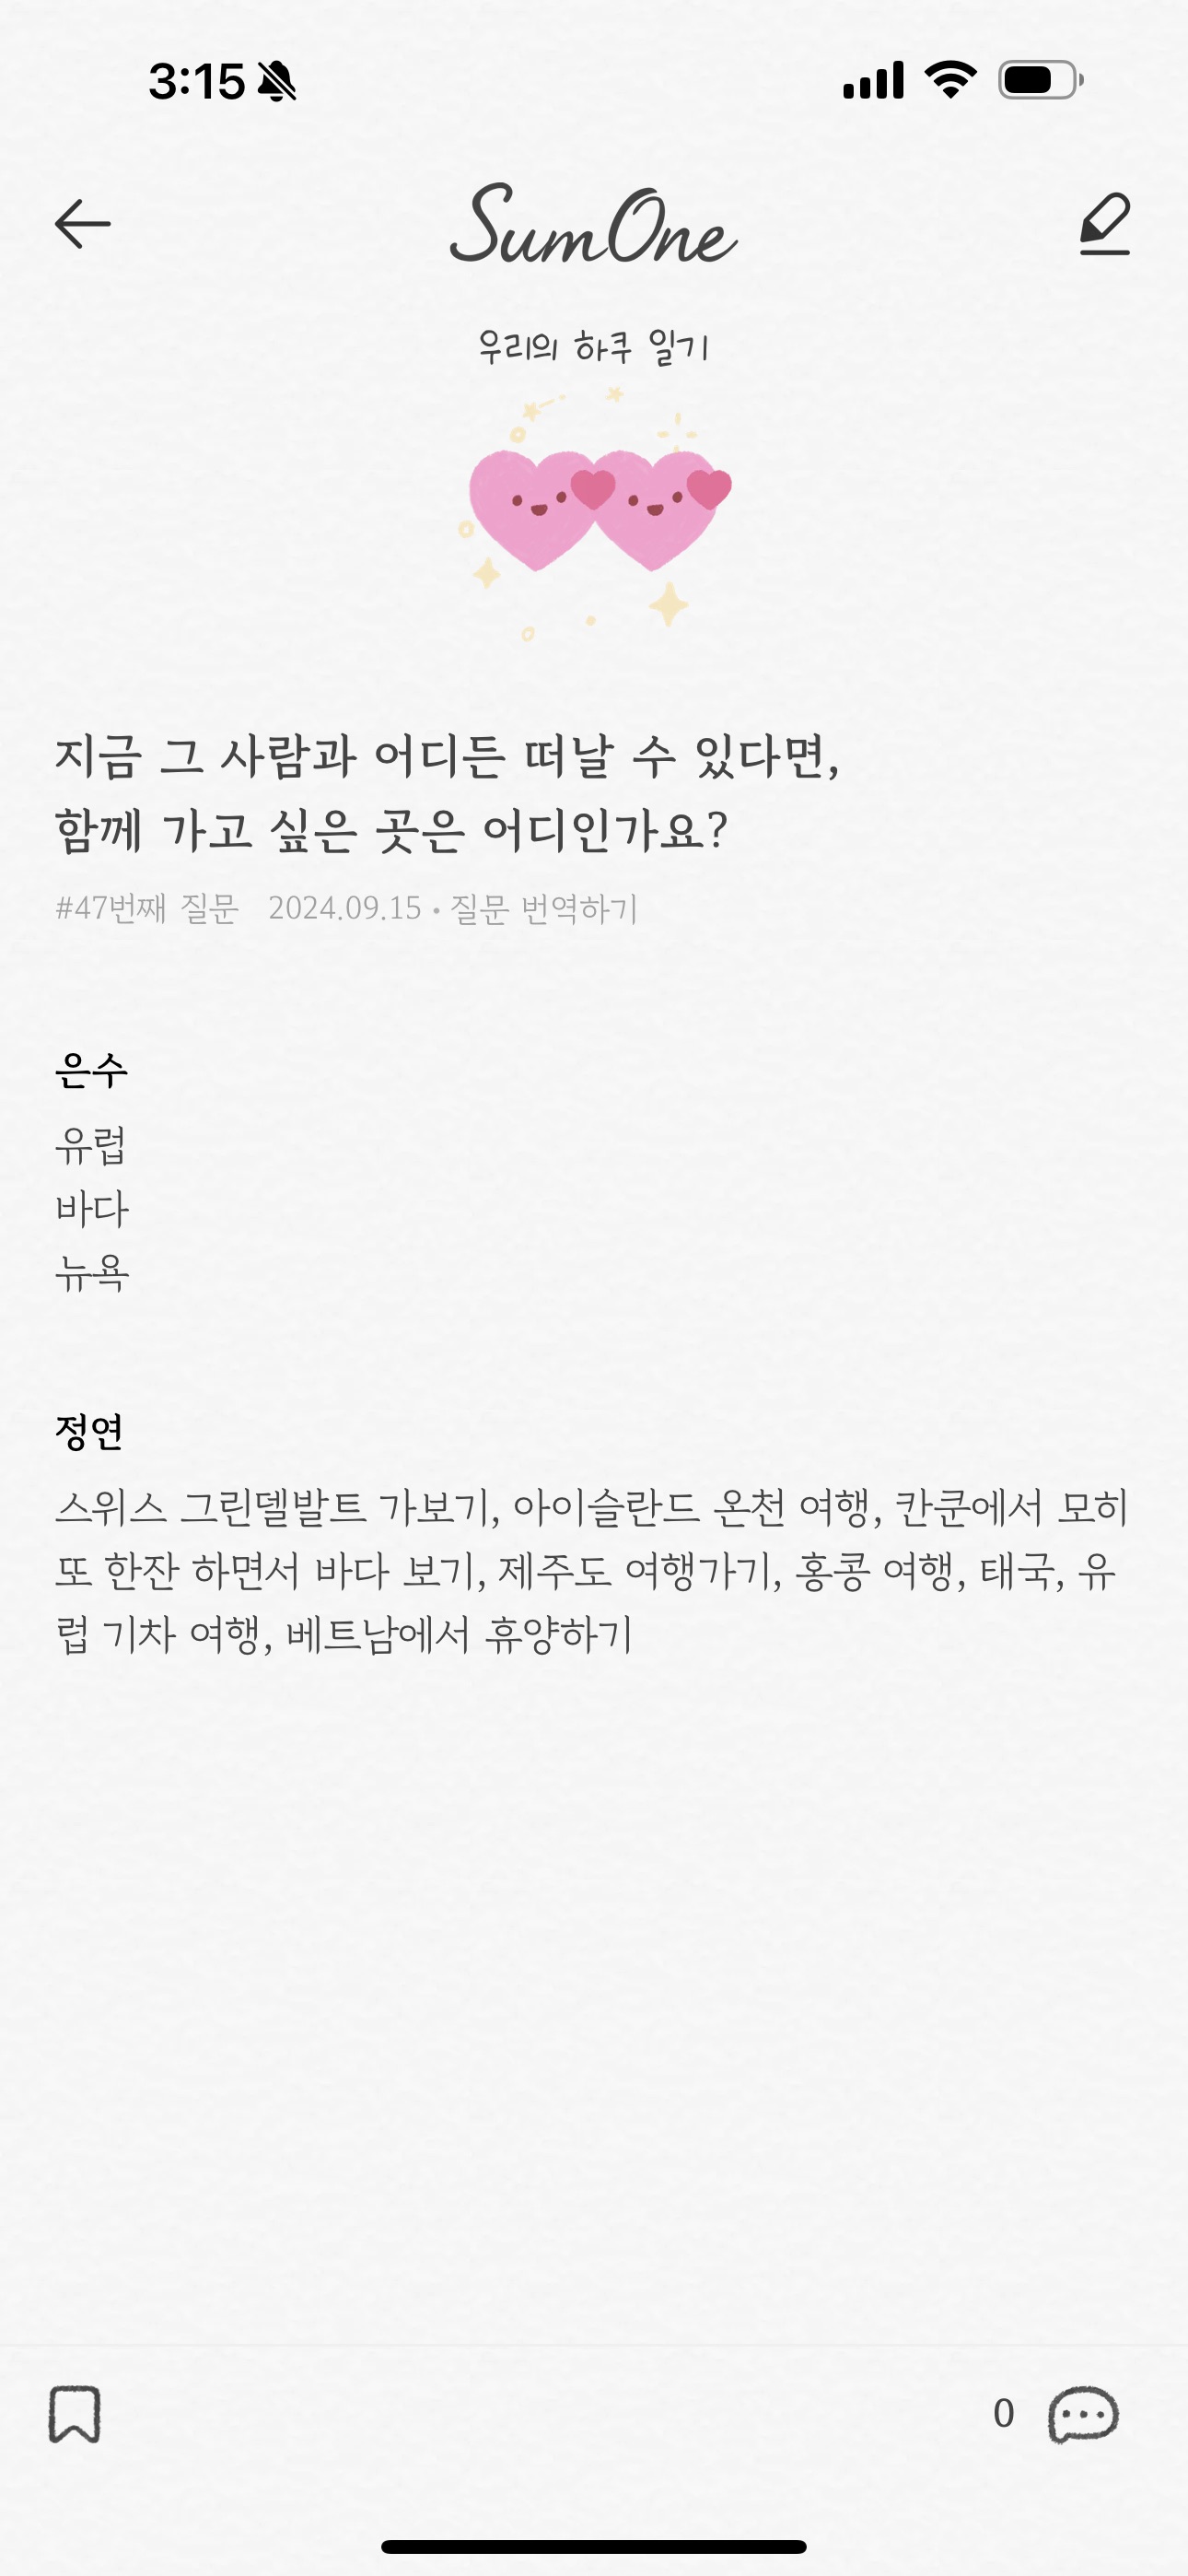 3:15
SumOne
우리의 하쿠 일기
지금 그 사람과 어디든 떠날 수 있다면,
함께 가고 싶은 곳은 어디인가요?
#47번째 질문 2024.09.15 • 질문 번역하기
은수
유럽
바다
뉴욕
정연
스위스 그린델발트 가보기, 아이슬란드 온천 여행, 칸쿤에서 모히
또 한잔 하면서 바다 보기, 제주도 여행가기, 홍콩 여행, 태국, 유
럽 기차 여행, 베트남에서 휴양하기
0